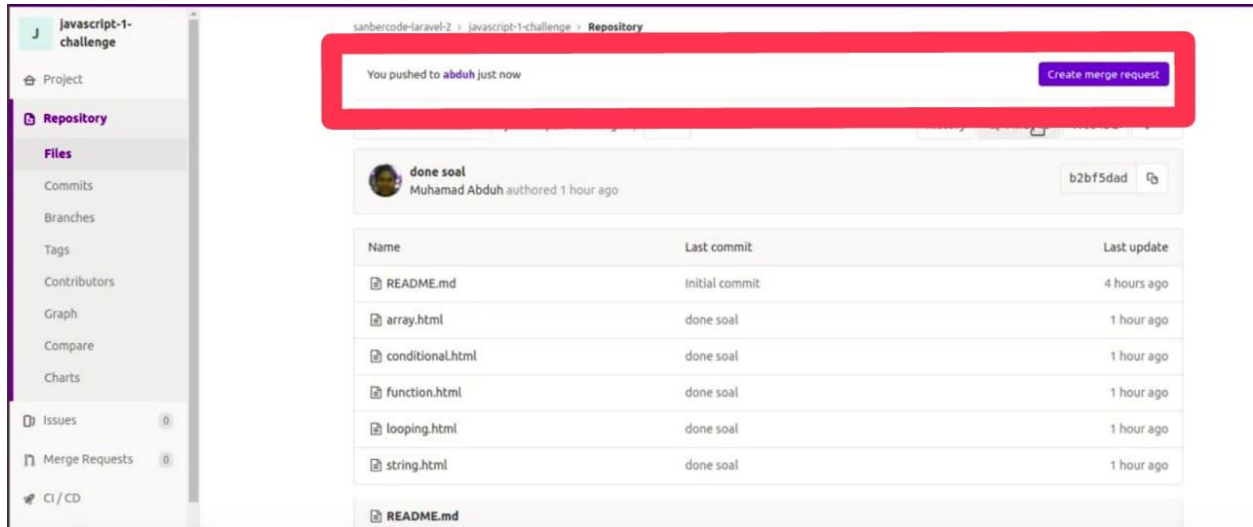 J
javascript-1-
challenge
Project
Repository
Files
Commits
Branches
Tags
Contributors
Graph
Compare
Charts
Issues 0
Merge Requests 0
CI / CD
sanbercode-laravel-2 > javascript-1-challenge > Repository
You pushed to abduh just now
Create merge request
done soal
Muhamad Abduh authored 1 hour ago
b2bf5dad
Name Last commit Last update
README.md Initial commit 4 hours ago
array.html done soal 1 hour ago
conditional.html done soal 1 hour ago
function.html done soal 1 hour ago
looping.html done soal 1 hour ago
string.html done soal 1 hour ago
README.md